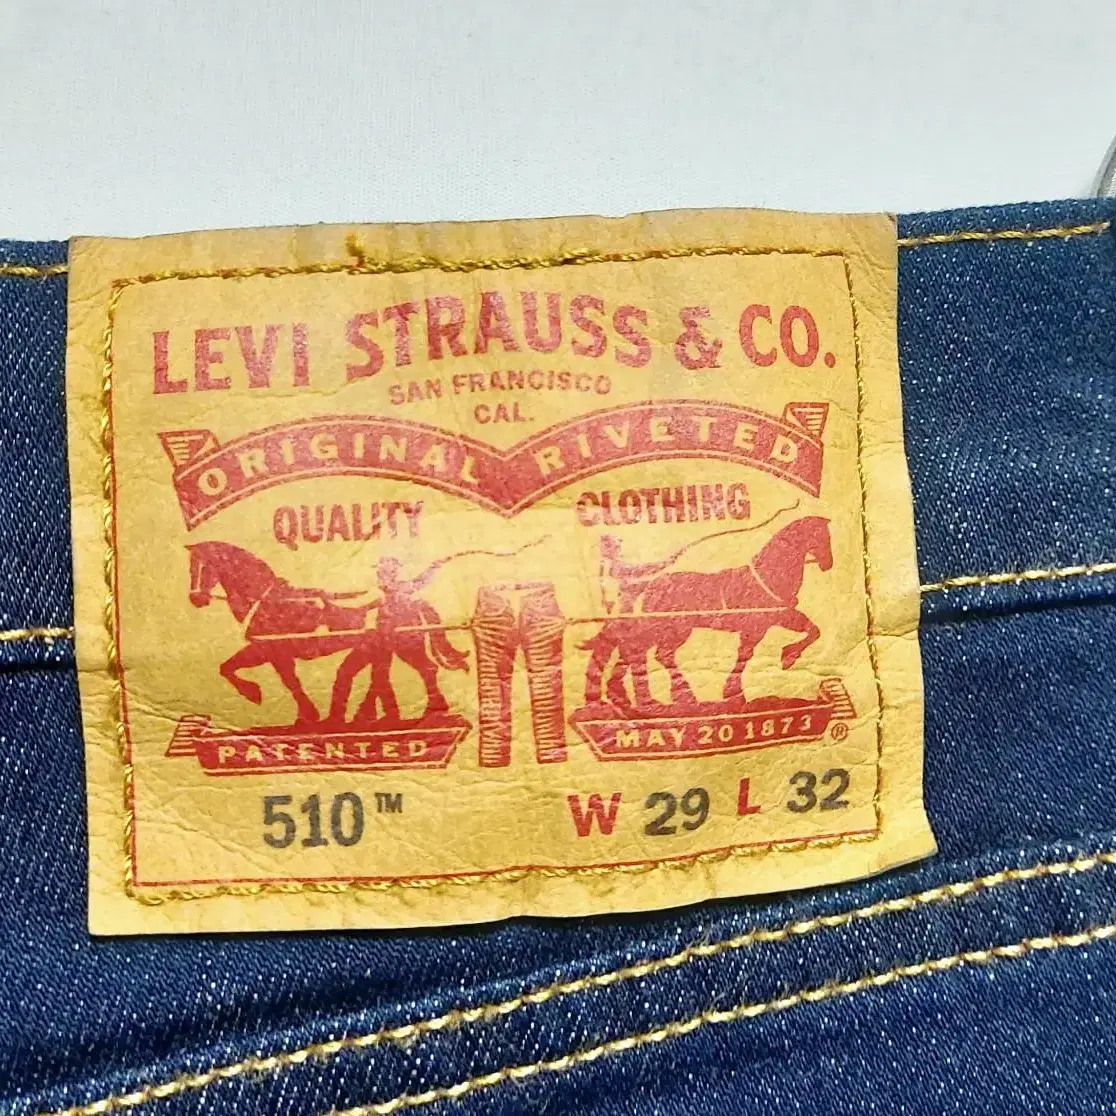 LEVI STRAUSS & CO.
SAN FRANCISCO
CAL.
ORIGINAL RIVETED
QUALITY CLOTHING
PATENTED MAY 20 1873 ®
510™ W 29 L 32